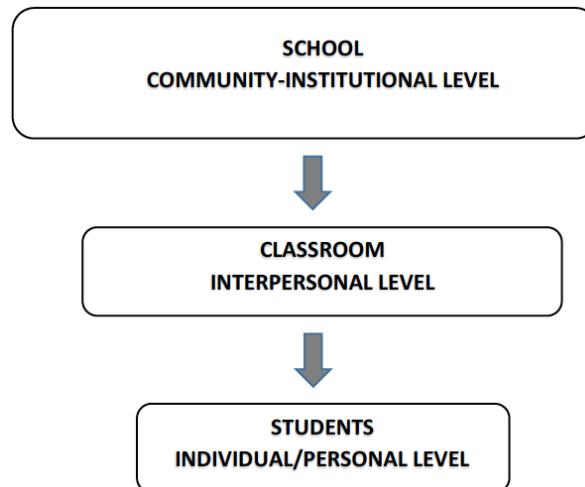 SCHOOL
COMMUNITY-INSTITUTIONAL LEVEL
CLASSROOM
INTERPERSONAL LEVEL
STUDENTS
INDIVIDUAL/PERSONAL LEVEL